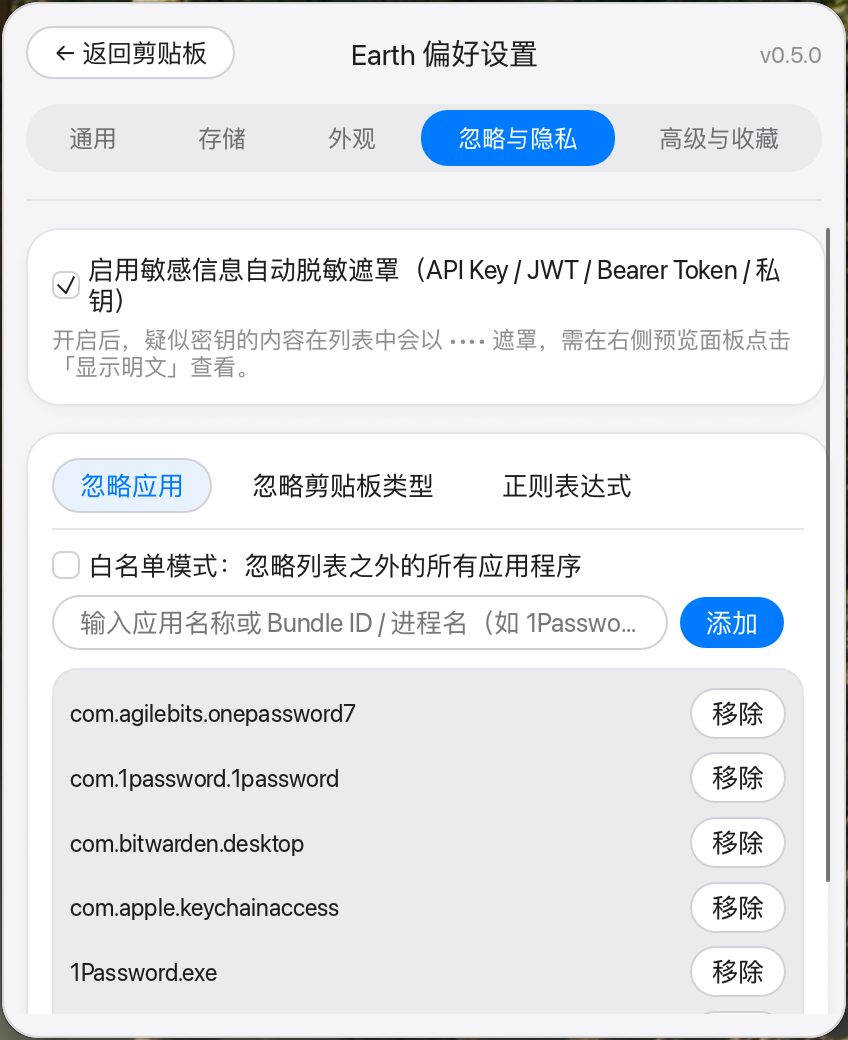 ← 返回剪贴板
Earth 偏好设置
v0.5.0
通用
存储
外观
忽略与隐私
高级与收藏
启用敏感信息自动脱敏遮罩（API Key / JWT / Bearer Token / 私
钥）
开启后，疑似密钥的内容在列表中会以 •••• 遮罩，需在右侧预览面板点击
「显示明文」查看。
忽略应用
忽略剪贴板类型
正则表达式
白名单模式：忽略列表之外的所有应用程序
输入应用名称或 Bundle ID / 进程名（如 1Passwo...
添加
com.agilebits.onepassword7
移除
com.1password.1password
移除
com.bitwarden.desktop
移除
com.apple.keychainaccess
移除
1Password.exe
移除